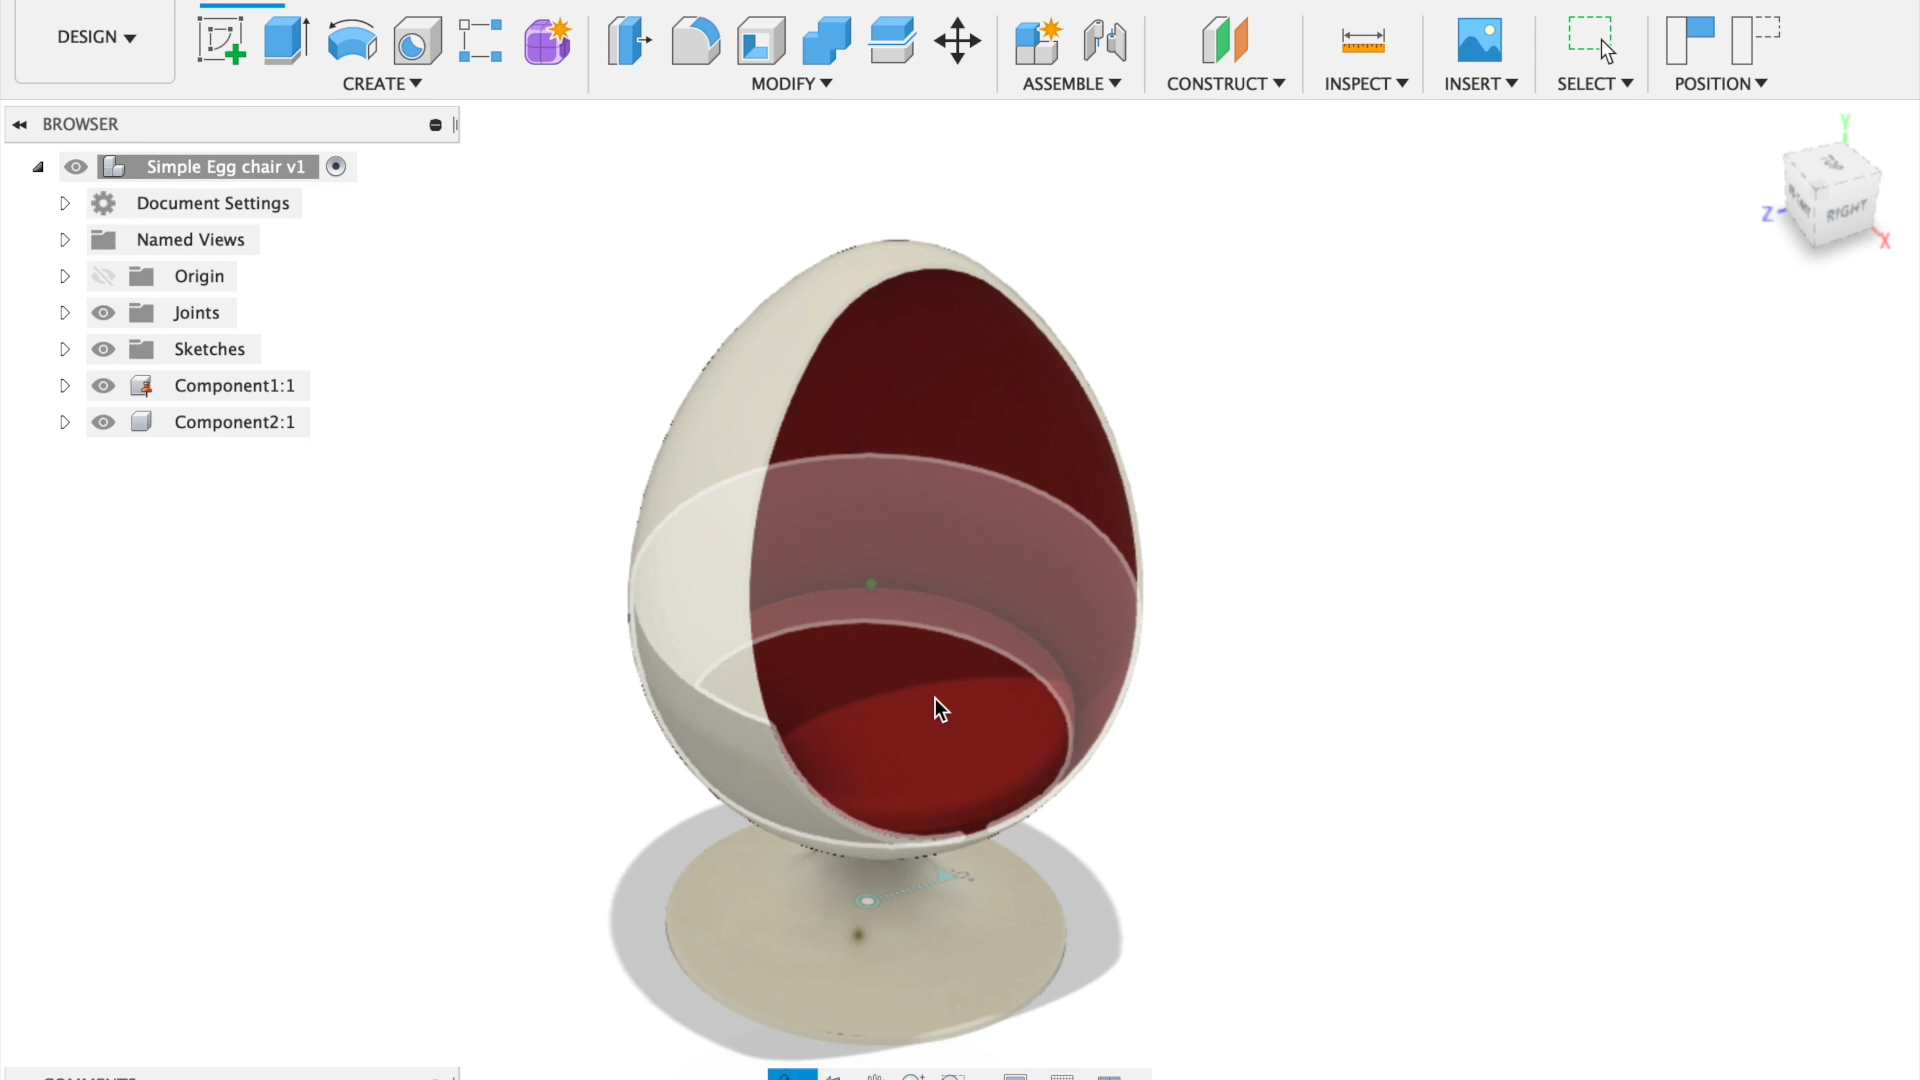 DESIGN
CREATE
MODIFY
ASSEMBLE
CONSTRUCT
INSPECT
INSERT
SELECT
POSITION
BROWSER
Simple Egg chair v1
Document Settings
Named Views
Origin
Joints
Sketches
Component1:1
Component2:1
Y
Z
RIGHT
X